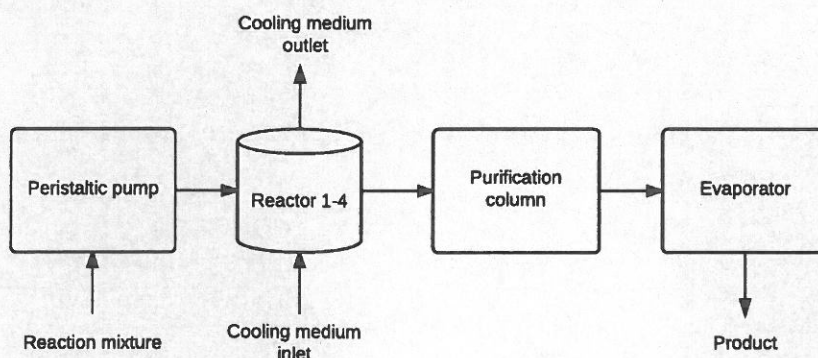 Cooling medium
outlet
Peristaltic pump
Reactor 1-4
Purification
column
Evaporator
Reaction mixture
Cooling medium
inlet
Product